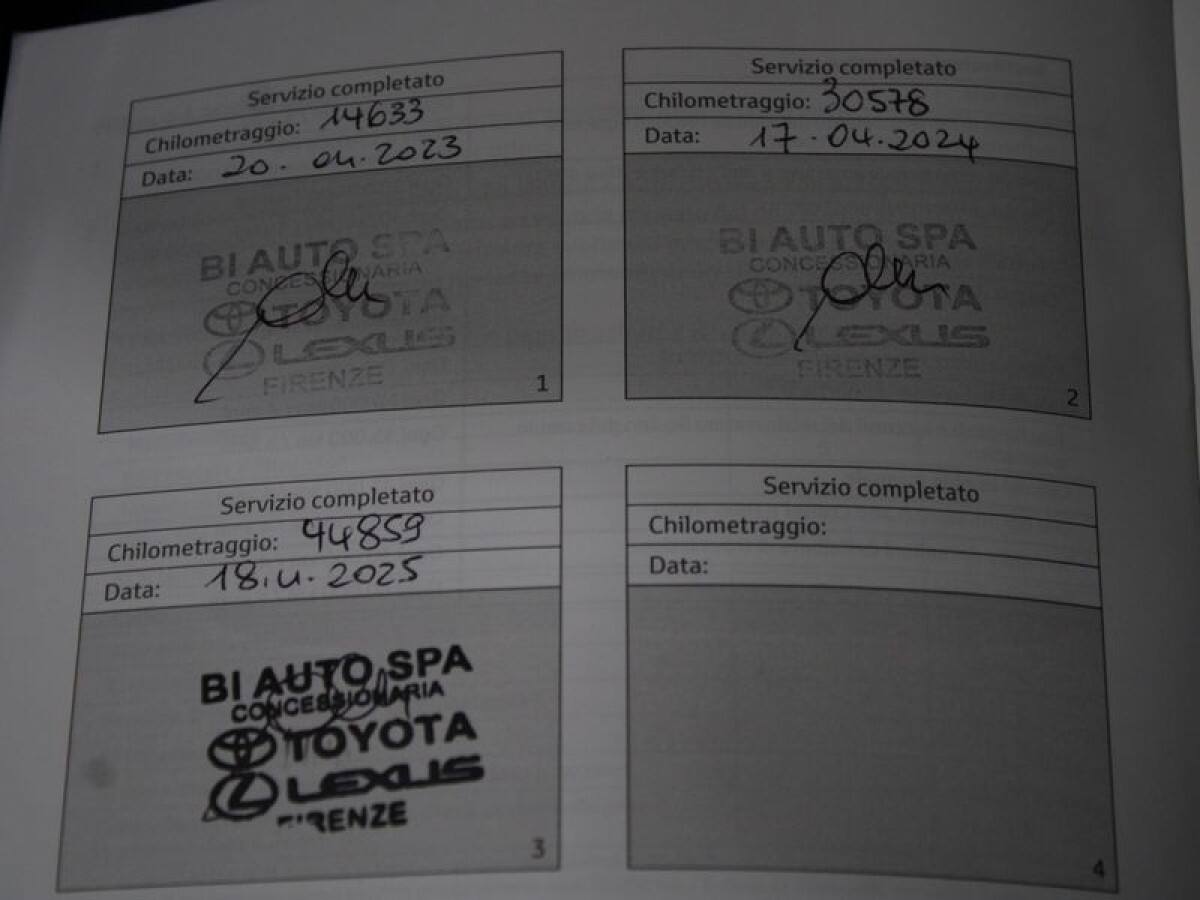 Servizio completato
Chilometraggio: 14633
Data: 20. 04. 2023
BI AUTO SPA
CONCESSIONARIA
TOYOTA
LEXUS
FIRENZE
1
Servizio completato
Chilometraggio: 30578
Data: 17. 04. 2024
BI AUTO SPA
CONCESSIONARIA
TOYOTA
LEXUS
FIRENZE
2
Servizio completato
Chilometraggio: 44859
Data: 18. 4. 2025
BI AUTO SPA
CONCESSIONARIA
TOYOTA
LEXUS
FIRENZE
3
Servizio completato
Chilometraggio:
Data:
4